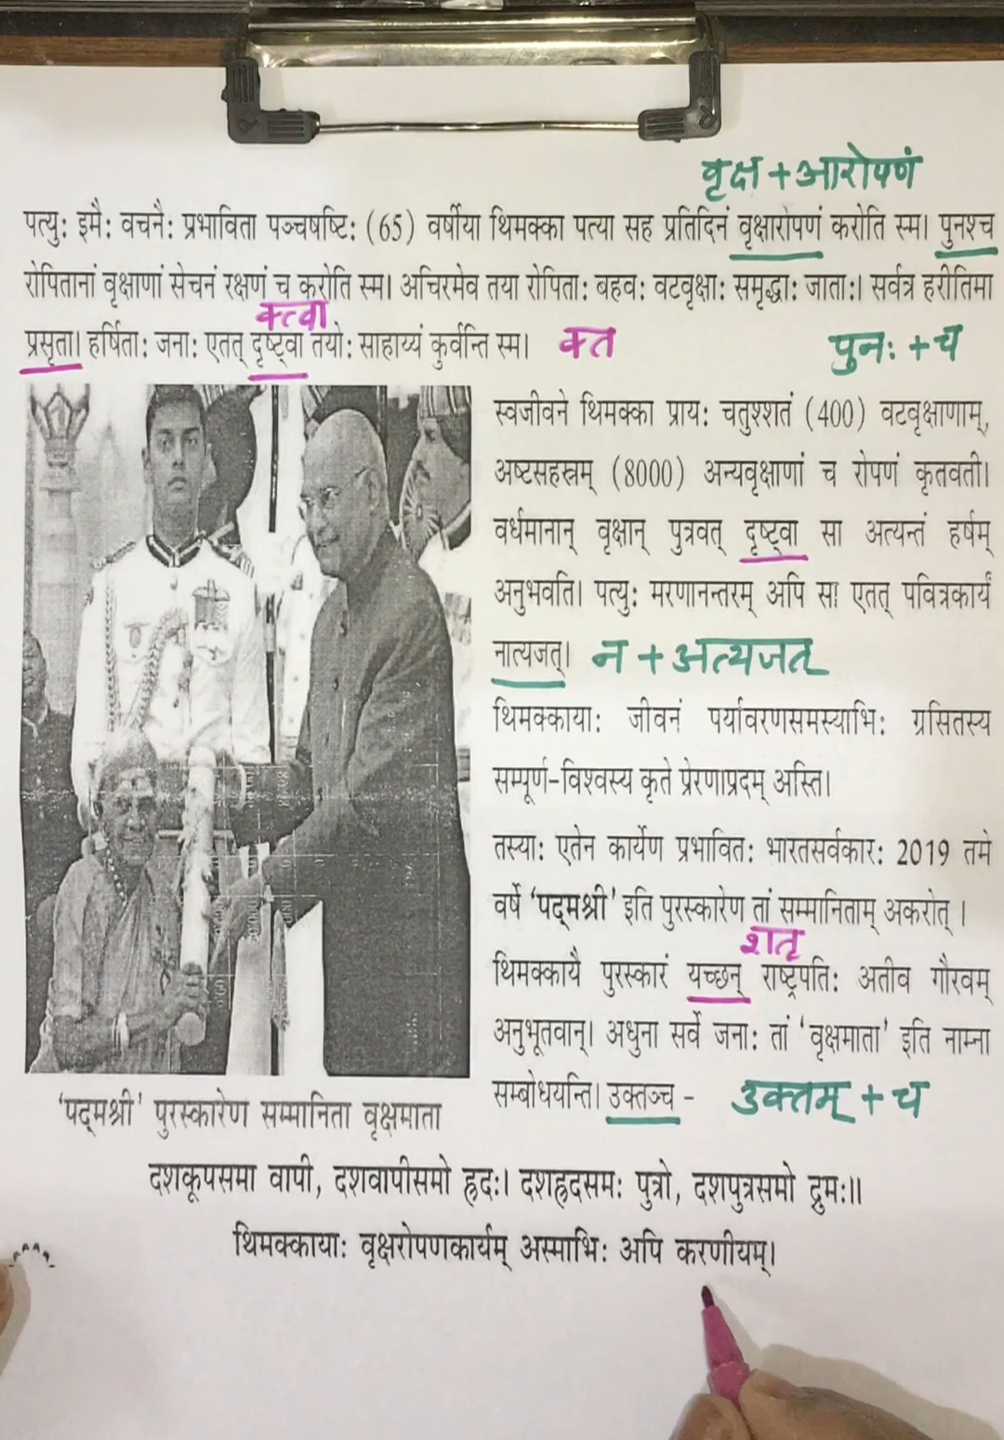 वृक्ष + आरोपणं
पत्युः इमैः वचनैः प्रभाविता पञ्चषष्टिः (65) वर्षीया थिमक्का पत्या सह प्रतिदिनं वृक्षारोपणं करोति स्म। पुनश्च
रोपितानां वृक्षाणां सेचनं रक्षणं च करोति स्म। अचिरमेव तया रोपिताः बहवः वटवृक्षाः समृद्धाः जाताः। सर्वत्र हरीतिमा
क्त्वा
प्रसृता। हर्षिताः जनाः एतत् दृष्ट्वा तयोः साहाय्यं कुर्वन्ति स्म। क्त पुनः + च
स्वजीवने थिमक्का प्रायः चतुश्शतं (400) वटवृक्षाणाम्,
अष्टसहस्रम् (8000) अन्यवृक्षाणां च रोपणं कृतवती।
वर्धमानान् वृक्षान् पुत्रवत् दृष्ट्वा सा अत्यन्तं हर्षम्
अनुभवति। पत्युः मरणानन्तरम् अपि सा एतत् पवित्रकार्यं
नात्यजत्। न + अत्यजत्
थिमक्कायाः जीवनं पर्यावरणसमस्याभिः ग्रसितस्य
सम्पूर्ण-विश्वस्य कृते प्रेरणाप्रदम् अस्ति।
तस्याः एतेन कार्येण प्रभावितः भारतसर्वकारः 2019 तमे
वर्षे 'पद्मश्री' इति पुरस्कारेण तां सम्मानिताम् अकरोत् ।
शतृ
थिमक्कायै पुरस्कारं यच्छन् राष्ट्रपतिः अतीव गौरवम्
अनुभूतवान्। अधुना सर्वे जनाः तां 'वृक्षमाता' इति नाम्ना
सम्बोधयन्ति। उक्तञ्च - उक्तम् + च
'पद्मश्री' पुरस्कारेण सम्मानिता वृक्षमाता
दशकूपसमा वापी, दशवापीसमो ह्रदः। दशह्रदसमः पुत्रो, दशपुत्रसमो द्रुमः॥
थिमक्कायाः वृक्षरोपणकार्यम् अस्माभिः अपि करणीयम्।